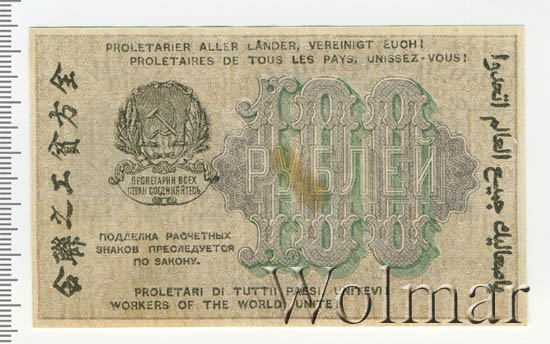 PROLETARIER ALLER LÄNDER, VEREINIGT EUCH!
PROLETAIRES DE TOUS LES PAYS, UNISSEZ-VOUS!
100
РУБЛЕЙ
ПРОЛЕТАРИИ ВСЕХ
СТРАН СОЕДИНЯЙТЕСЬ
ПОДДЕЛКА РАСЧЕТНЫХ
ЗНАКОВ ПРЕСЛЕДУЕТСЯ
ПО ЗАКОНУ.
PROLETARI DI TUTTI I PAESI, UNITEVI
WORKERS OF THE WORLD, UNITE!
Wolmar